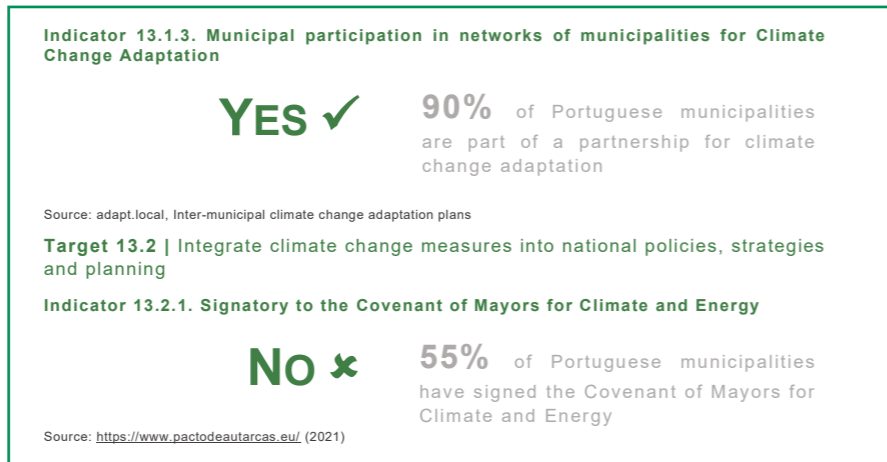 Indicator 13.1.3. Municipal participation in networks of municipalities for Climate
Change Adaptation
YES ✓
90% of Portuguese municipalities
are part of a partnership for climate
change adaptation
Source: adapt.local, Inter-municipal climate change adaptation plans
Target 13.2 | Integrate climate change measures into national policies, strategies
and planning
Indicator 13.2.1. Signatory to the Covenant of Mayors for Climate and Energy
NO ✘
55% of Portuguese municipalities
have signed the Covenant of Mayors for
Climate and Energy
Source: https://www.pactodeautarcas.eu/ (2021)